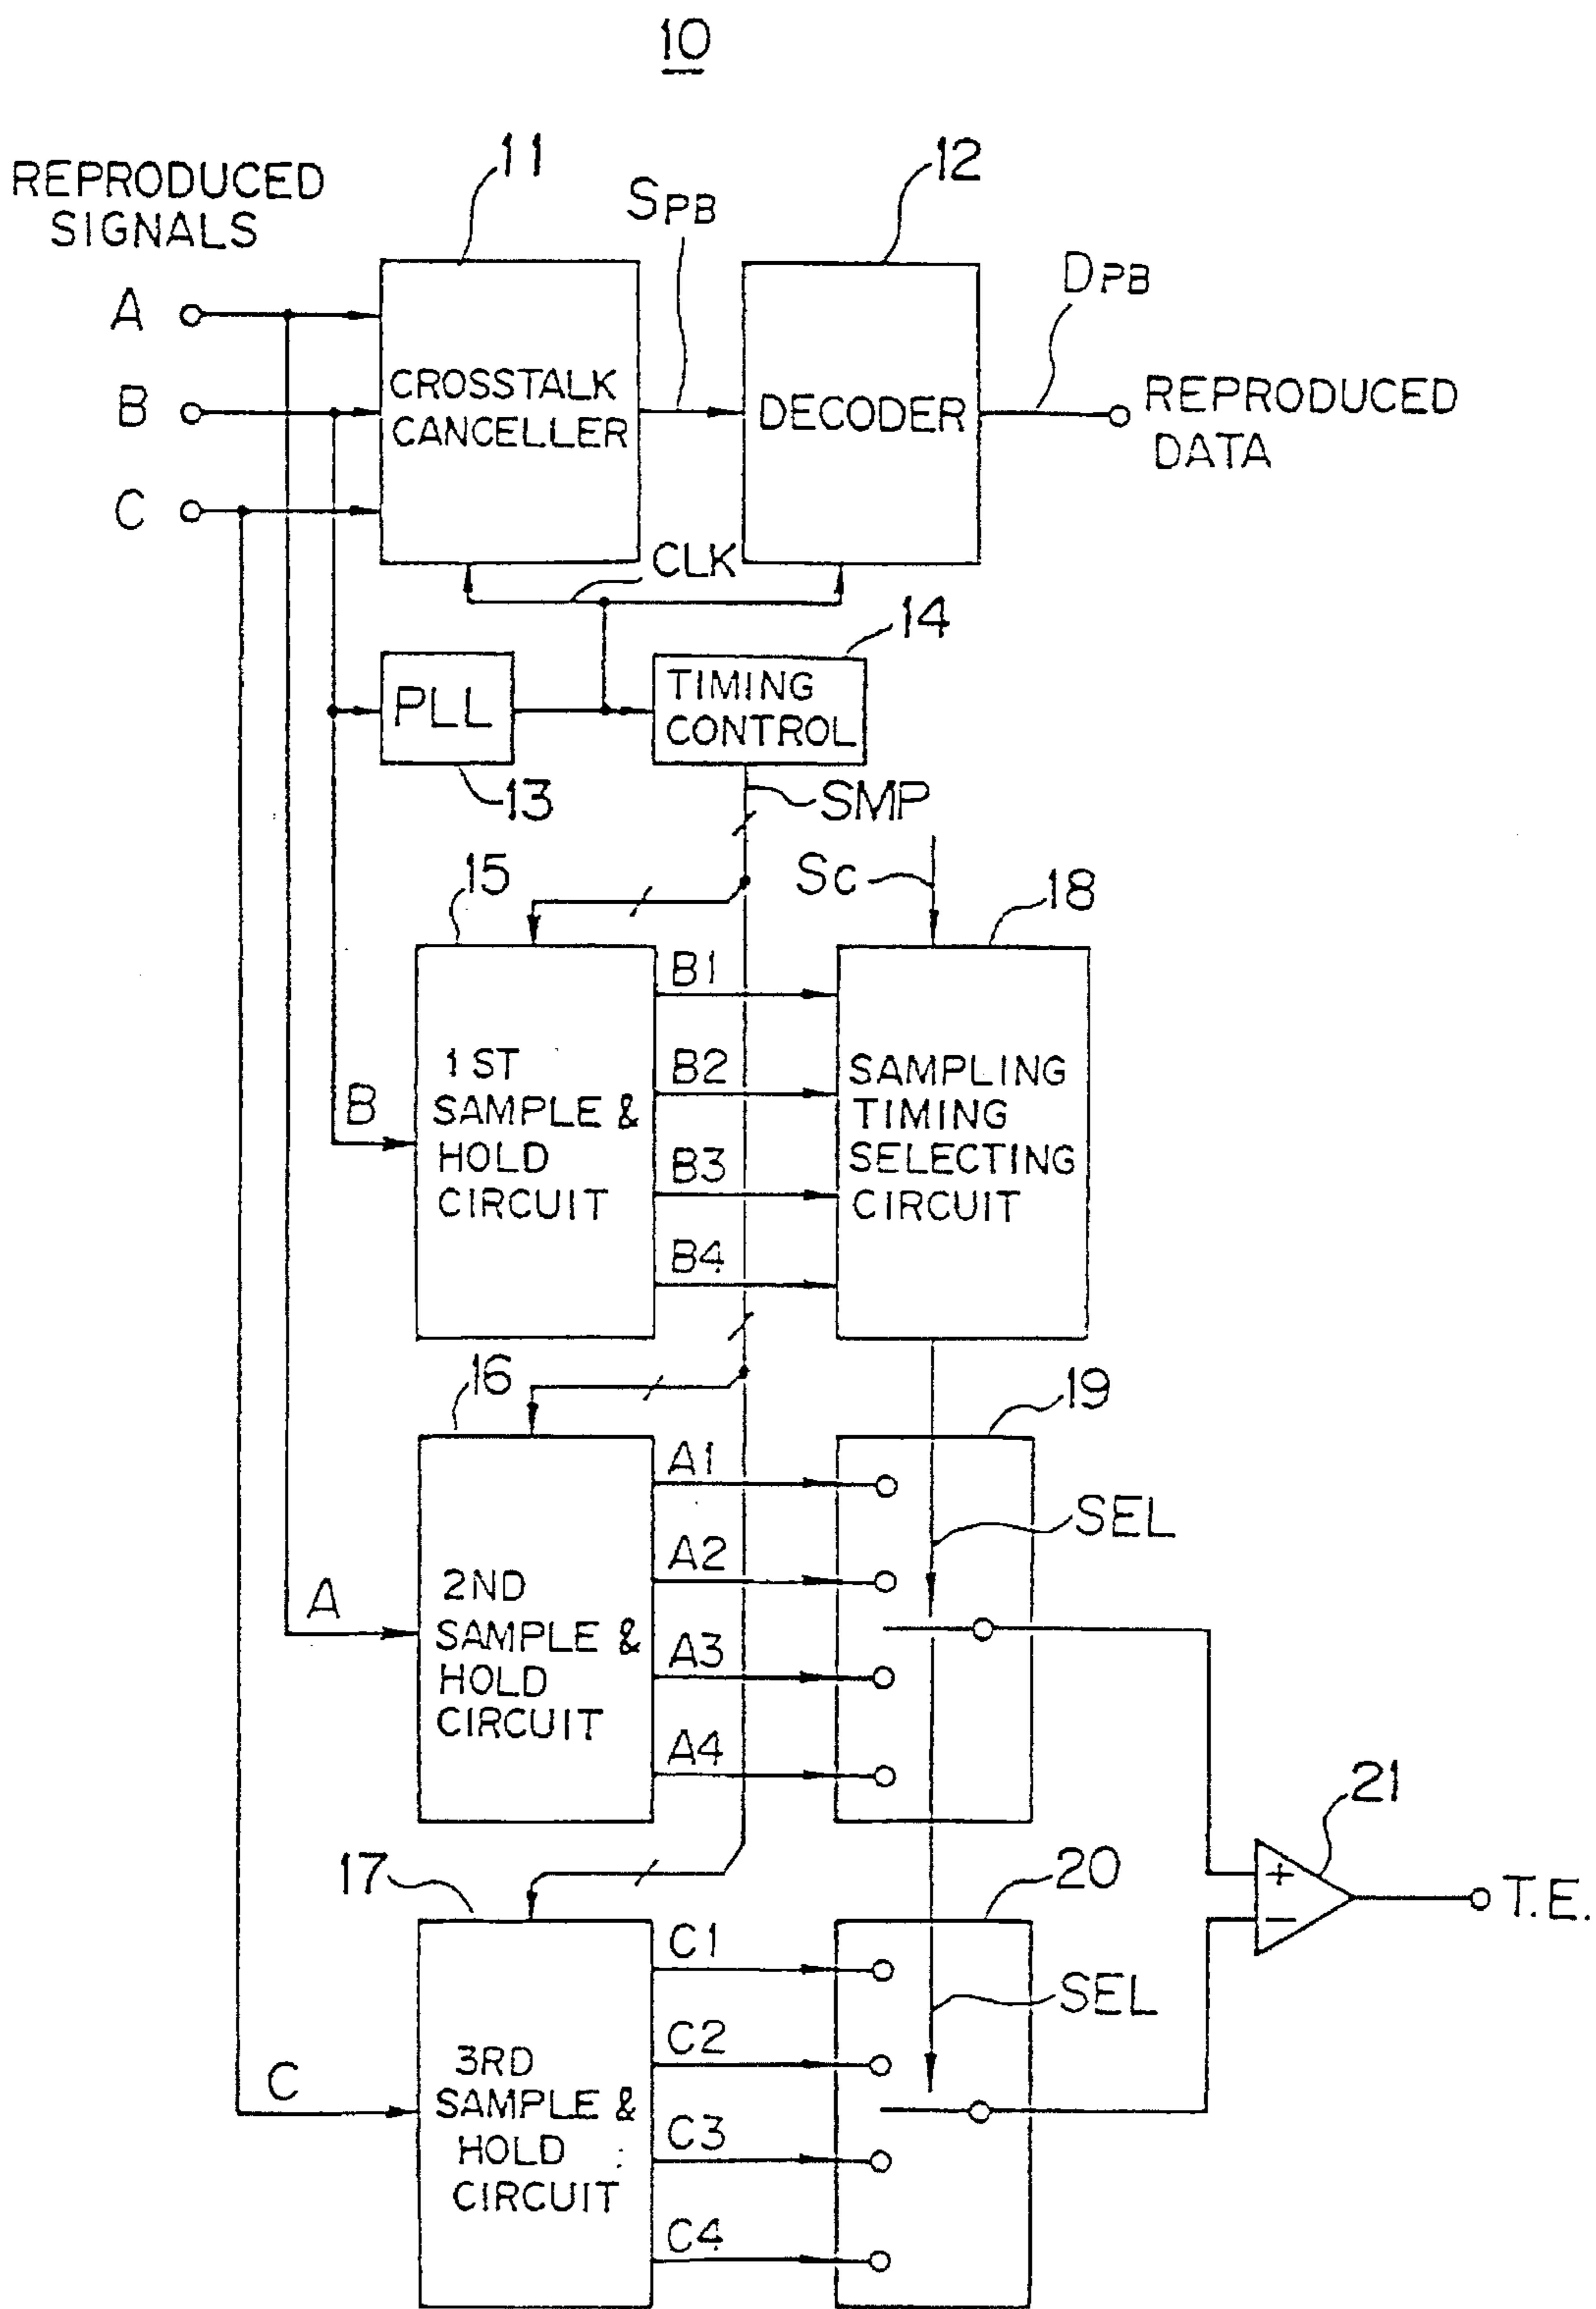 10
REPRODUCED
SIGNALS
11
SPB
12
DPB
A
B
C
CROSSTALK
CANCELLER
DECODER
REPRODUCED
DATA
CLK
14
PLL
TIMING
CONTROL
13
SMP
15
SC
18
B1
B2
B3
B4
B
1ST
SAMPLE &
HOLD
CIRCUIT
SAMPLING
TIMING
SELECTING
CIRCUIT
16
19
A1
A2
A3
A4
SEL
A
2ND
SAMPLE &
HOLD
CIRCUIT
21
+
−
T.E.
17
20
C1
C2
C3
C4
SEL
C
3RD
SAMPLE &
HOLD
CIRCUIT